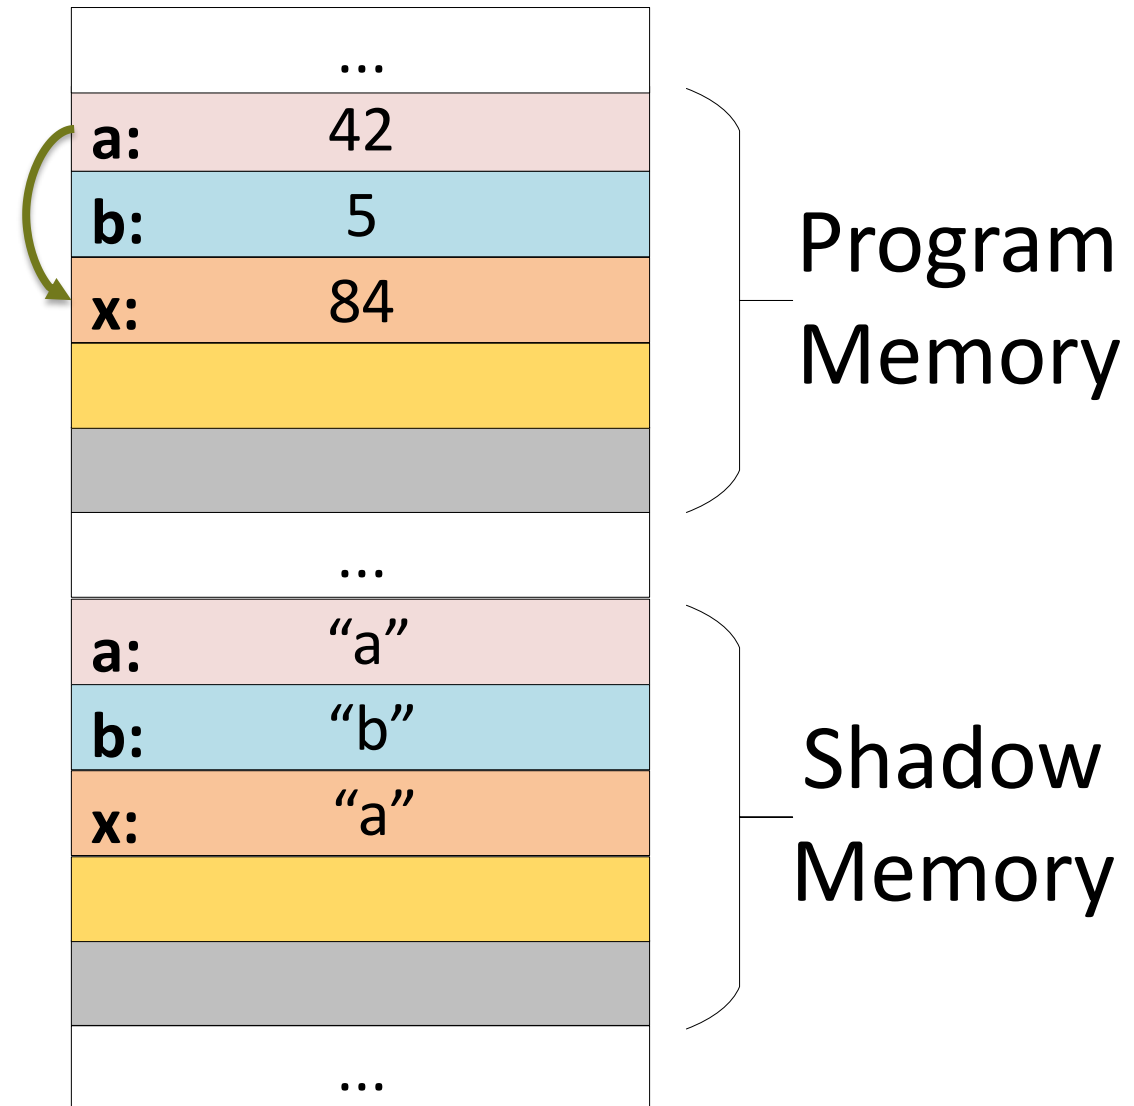 ...
a: 42
b: 5
x: 84
Program
Memory
...
a: “a”
b: “b”
x: “a”
Shadow
Memory
...